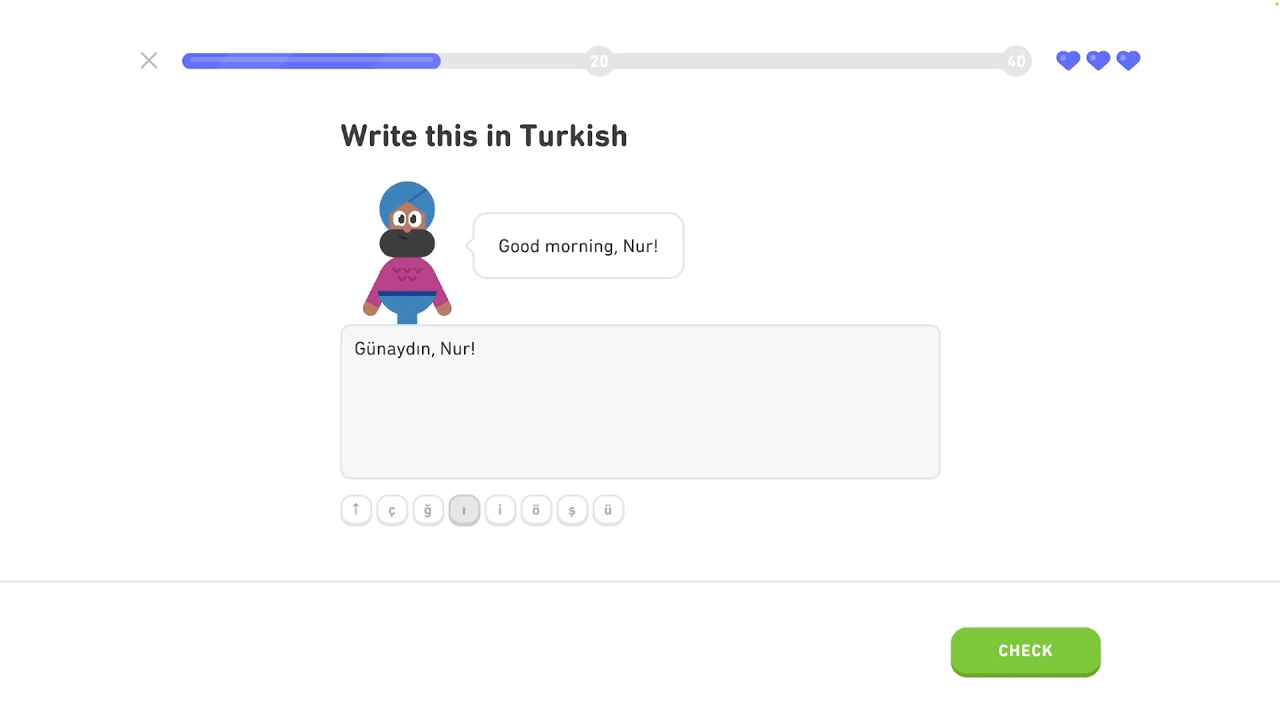 20
40
Write this in Turkish
Good morning, Nur!
Günaydın, Nur!
↑ ç ğ ı i ö ş ü
CHECK